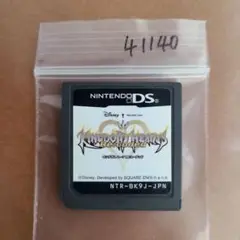 41140
NINTENDO DS
Disney
KINGDOM HEARTS
©Disney. Developed by SQUARE ENIX
NTR-BK9J-JPN